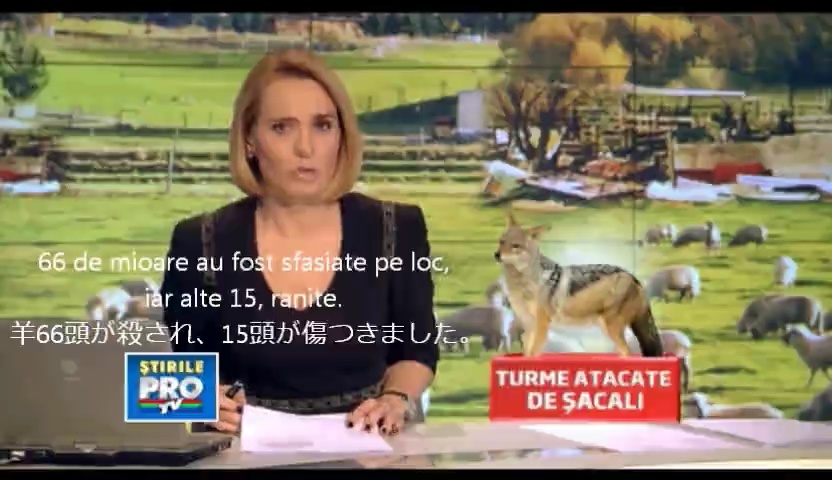 66 de mioare au fost sfasiate pe loc,
iar alte 15, ranite.
羊66頭が殺され、15頭が傷つきました。
ȘTIRILE
PRO
TV
TURME ATACATE
DE ȘACALI